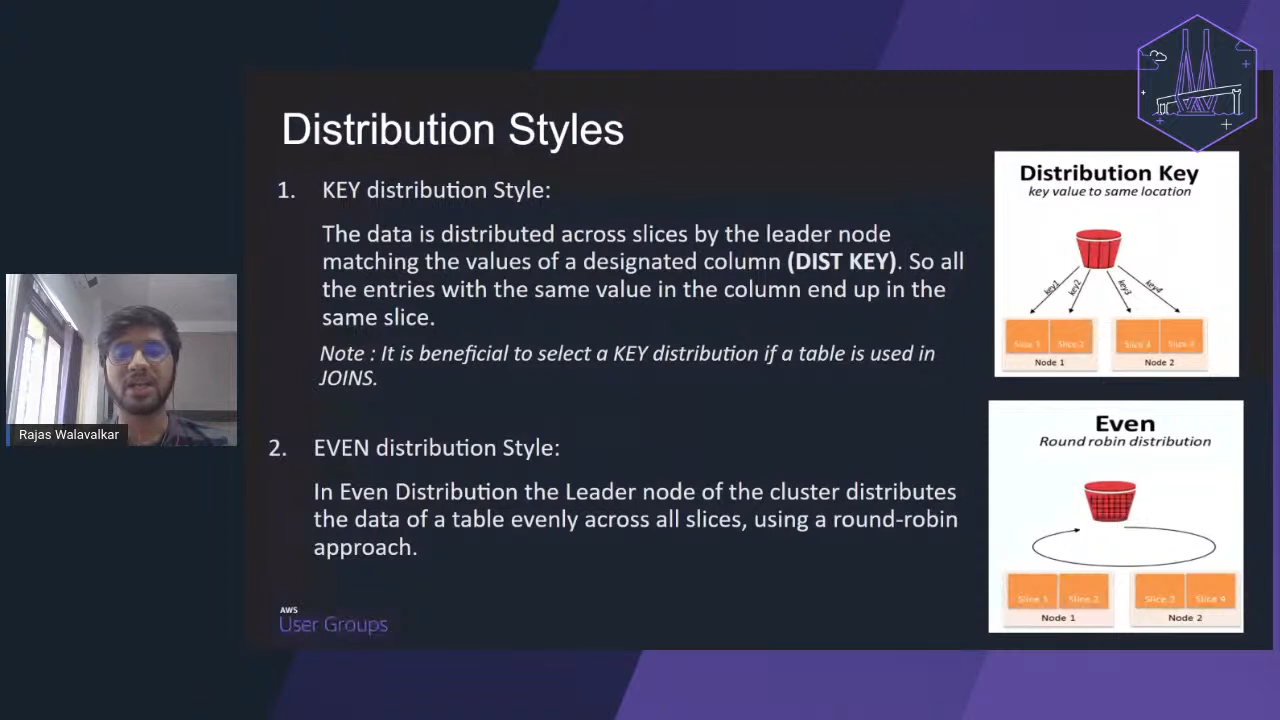 Distribution Styles
1. KEY distribution Style:
The data is distributed across slices by the leader node
matching the values of a designated column (DIST KEY). So all
the entries with the same value in the column end up in the
same slice.
Note : It is beneficial to select a KEY distribution if a table is used in
JOINS.
2. EVEN distribution Style:
In Even Distribution the Leader node of the cluster distributes
the data of a table evenly across all slices, using a round-robin
approach.
AWS
User Groups
Rajas Walavalkar
Distribution Key
key value to same location
key1 key2 key3 key4
Slice 1 Slice 2 Slice 3 Slice 4
Node 1 Node 2
Even
Round robin distribution
Slice 1 Slice 2 Slice 3 Slice 4
Node 1 Node 2